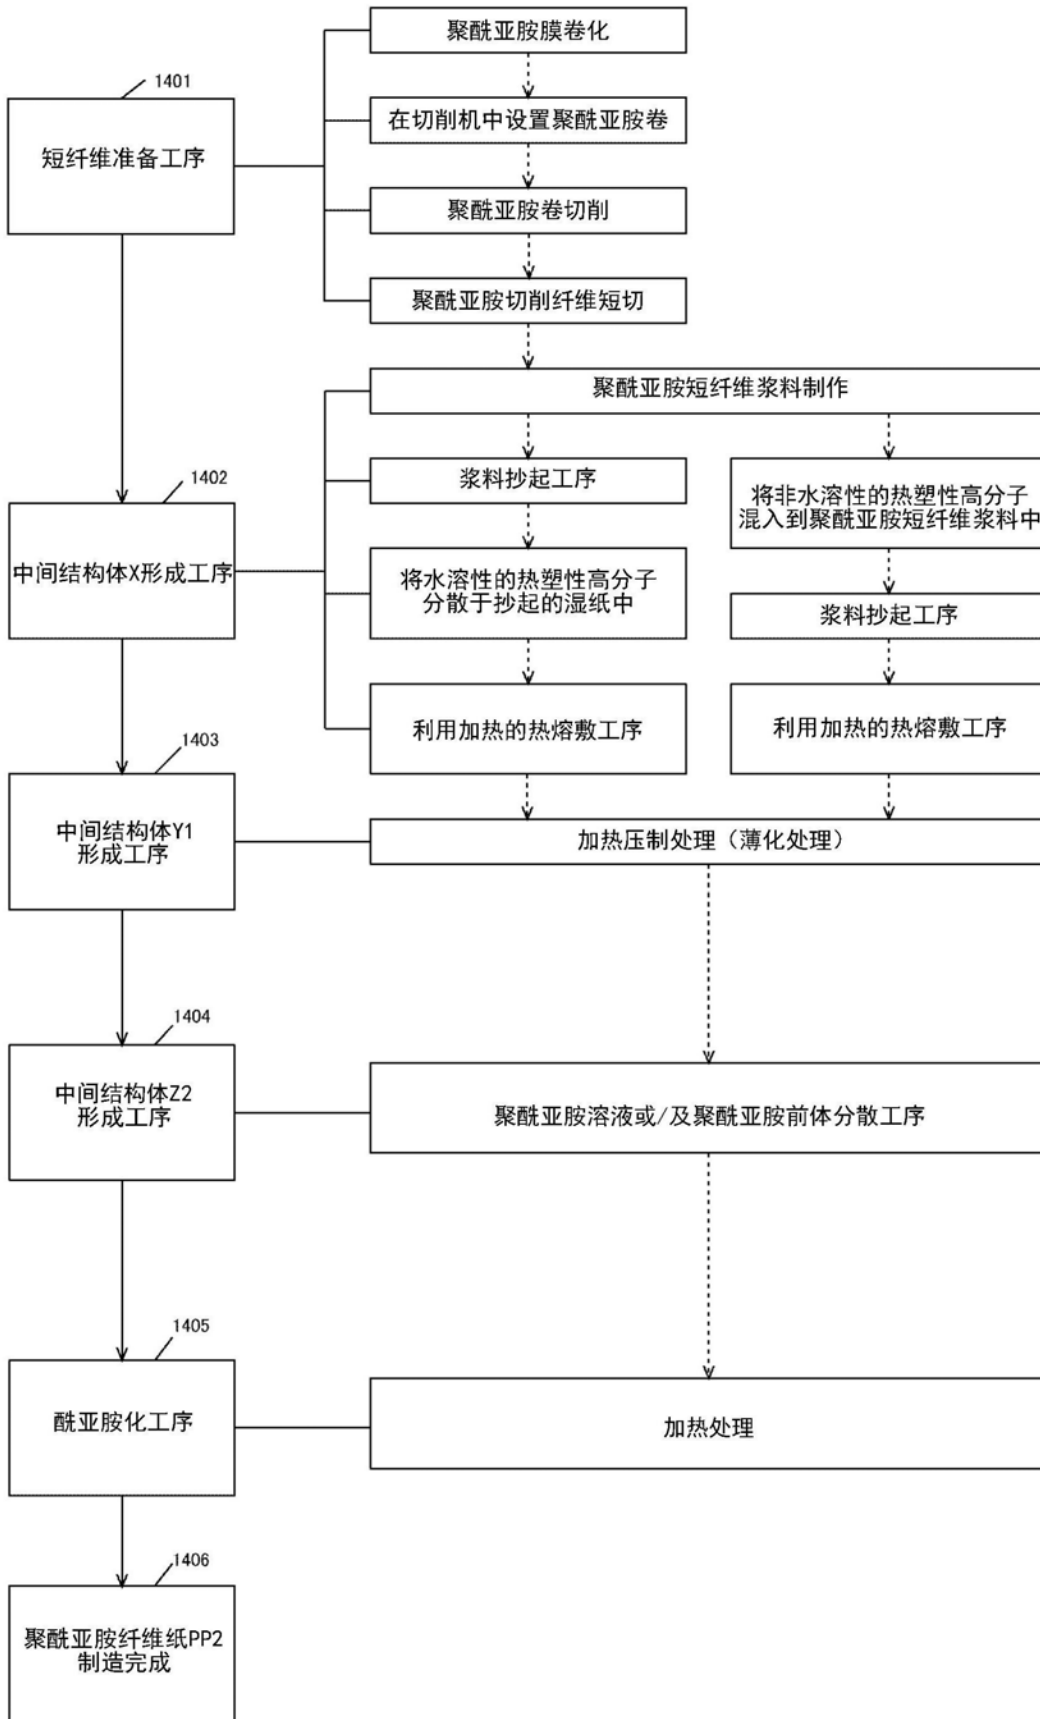 聚酰亚胺膜卷化
1401
短纤维准备工序
在切削机中设置聚酰亚胺卷
聚酰亚胺卷切削
聚酰亚胺切削纤维短切
聚酰亚胺短纤维浆料制作
1402
中间结构体X形成工序
浆料抄起工序
将水溶性的热塑性高分子
分散于抄起的湿纸中
利用加热的热熔敷工序
将非水溶性的热塑性高分子
混入到聚酰亚胺短纤维浆料中
浆料抄起工序
利用加热的热熔敷工序
1403
中间结构体Y1
形成工序
加热压制处理（薄化处理）
1404
中间结构体Z2
形成工序
聚酰亚胺溶液或/及聚酰亚胺前体分散工序
1405
酰亚胺化工序
加热处理
1406
聚酰亚胺纤维纸PP2
制造完成